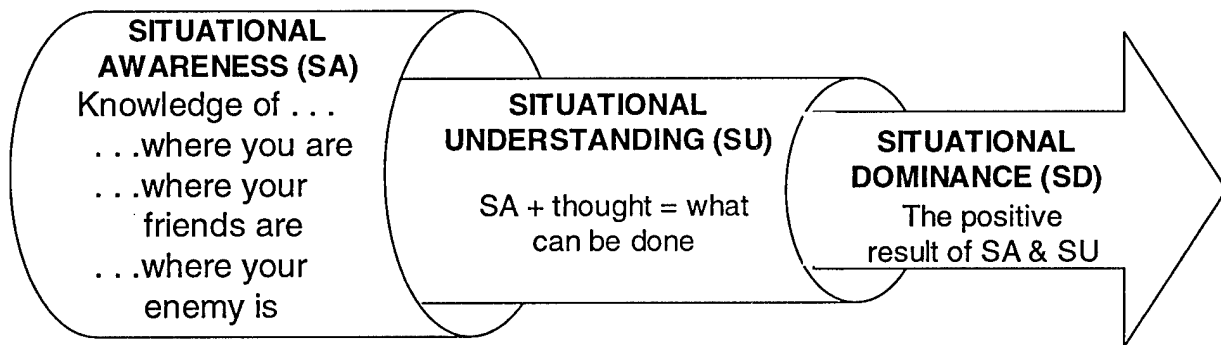 SITUATIONAL
AWARENESS (SA)
Knowledge of . . .
. . .where you are
. . .where your
friends are
. . .where your
enemy is
SITUATIONAL
UNDERSTANDING (SU)
SA + thought = what
can be done
SITUATIONAL
DOMINANCE (SD)
The positive
result of SA & SU